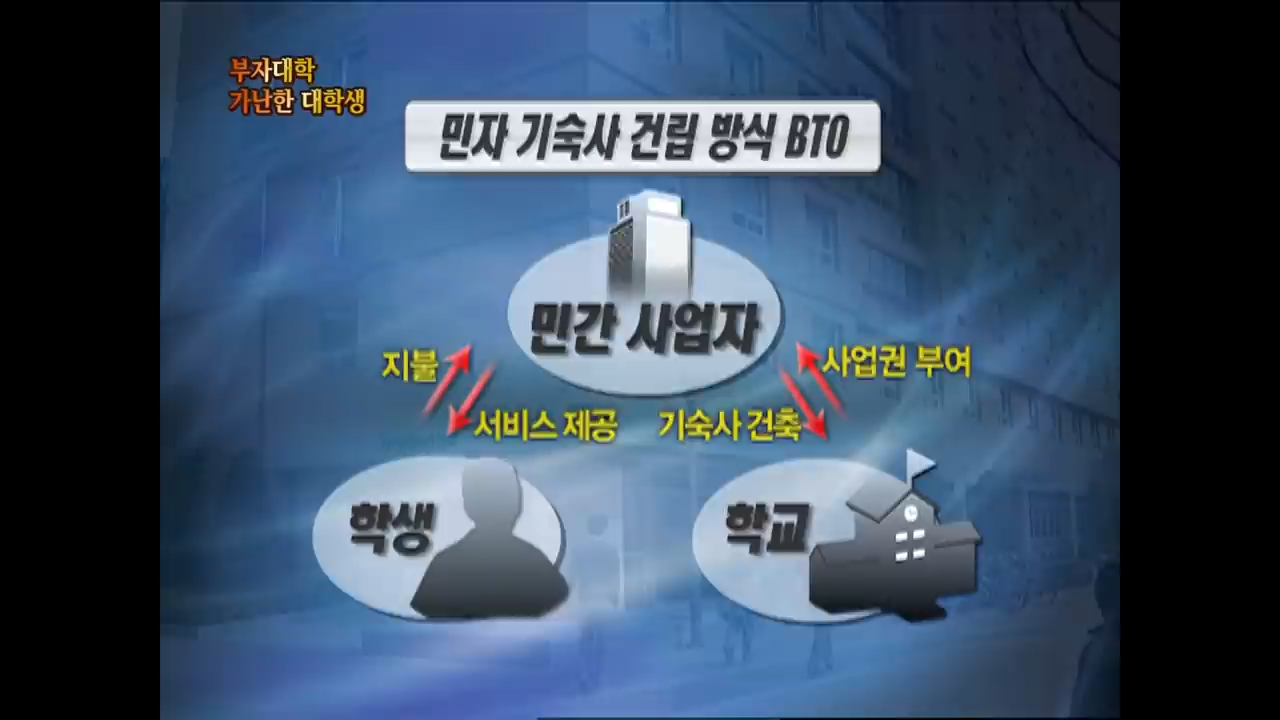 부자대학
가난한 대학생
민자 기숙사 건립 방식 BTO
민간 사업자
지불
사업권 부여
서비스 제공
기숙사 건축
학생
학교